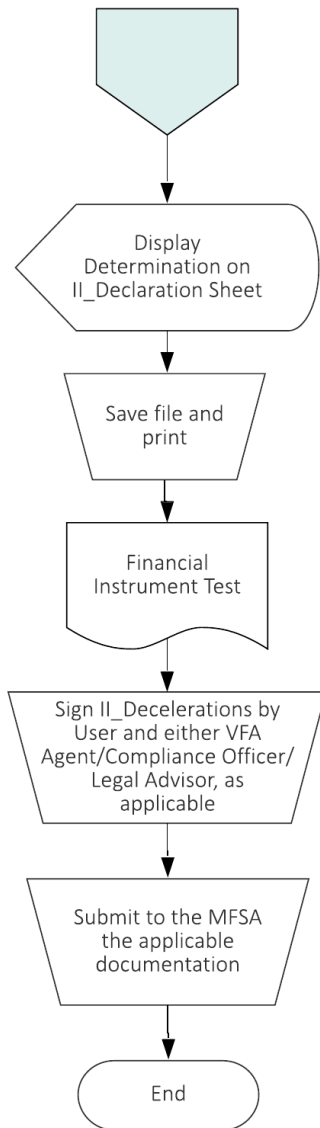 Display
Determination on
II_Declaration Sheet
Save file and
print
Financial
Instrument Test
Sign II_Decelerations by
User and either VFA
Agent/Compliance Officer/
Legal Advisor, as
applicable
Submit to the MFSA
the applicable
documentation
End